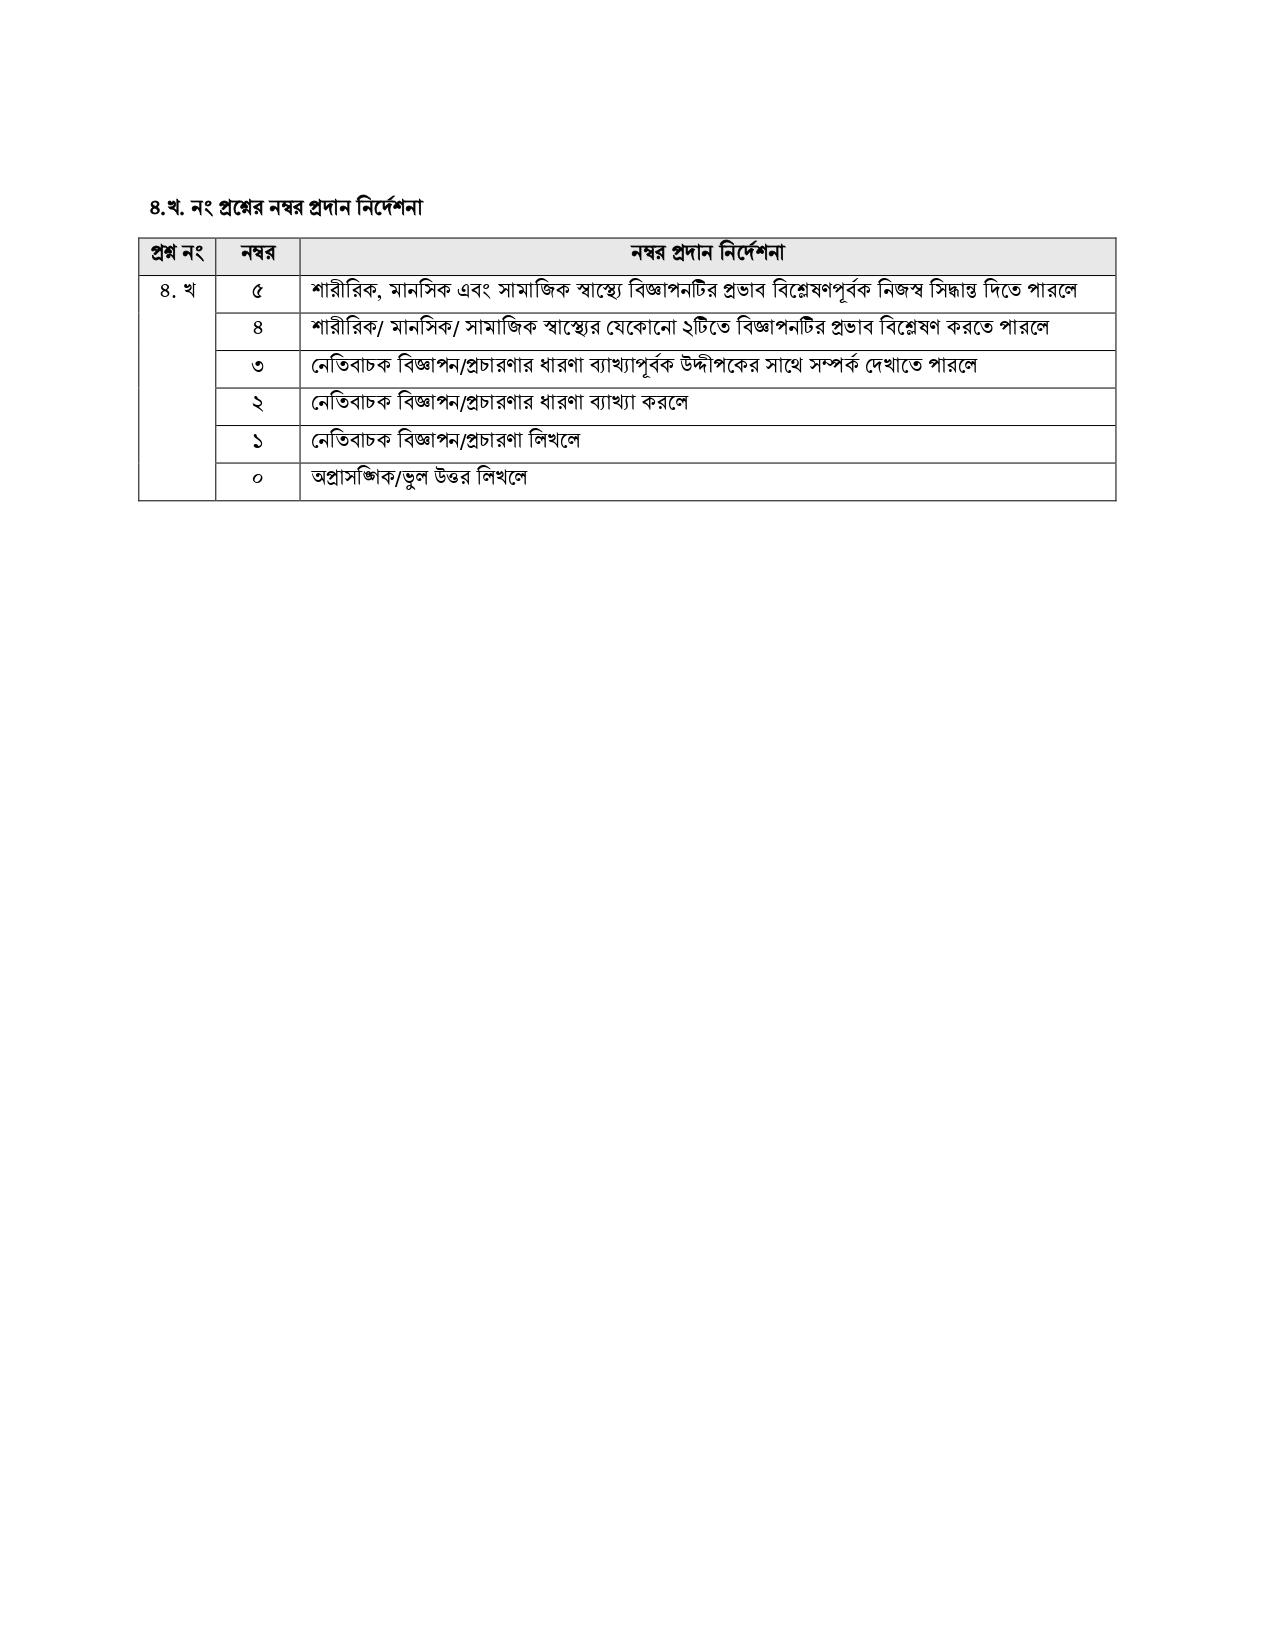 ৪.খ. নং প্রশ্নের নম্বর প্রদান নির্দেশনা
প্রশ্ন নং নম্বর নম্বর প্রদান নির্দেশনা
৪. খ ৫ শারীরিক, মানসিক এবং সামাজিক স্বাস্থ্যে বিজ্ঞাপনটির প্রভাব বিশ্লেষণপূর্বক নিজস্ব সিদ্ধান্ত দিতে পারলে
৪ শারীরিক/ মানসিক/ সামাজিক স্বাস্থ্যের যেকোনো ২টিতে বিজ্ঞাপনটির প্রভাব বিশ্লেষণ করতে পারলে
৩ নেতিবাচক বিজ্ঞাপন/প্রচারণার ধারণা ব্যাখ্যাপূর্বক উদ্দীপকের সাথে সম্পর্ক দেখাতে পারলে
২ নেতিবাচক বিজ্ঞাপন/প্রচারণার ধারণা ব্যাখ্যা করলে
১ নেতিবাচক বিজ্ঞাপন/প্রচারণা লিখলে
০ অপ্রাসঙ্গিক/ভুল উত্তর লিখলে